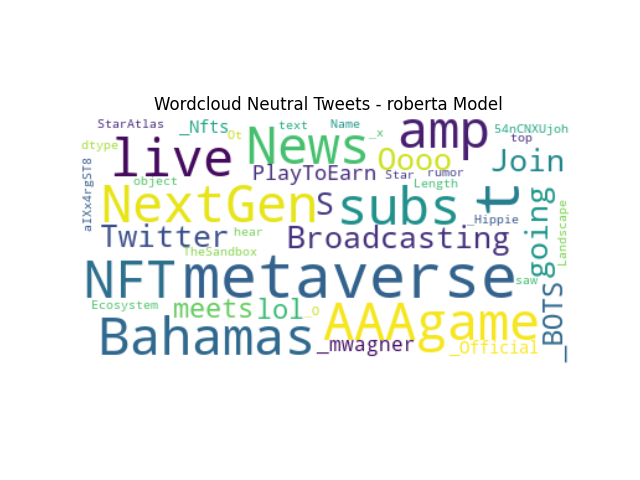 Wordcloud Neutral Tweets - roberta Model
StarAtlas _Nfts Ot text Name _x amp 54nCNXUjoh
dtype live News Oooo top Join
aIXx4rgST8 object PlayToEarn Star rumor Length
NextGen S subs t going _Hippie Landscape
Twitter hear Broadcasting
TheSandbox
NFT metaverse saw
Ecosystem meets lol _O AAAgame _BOTS
Bahamas _mwagner _Official